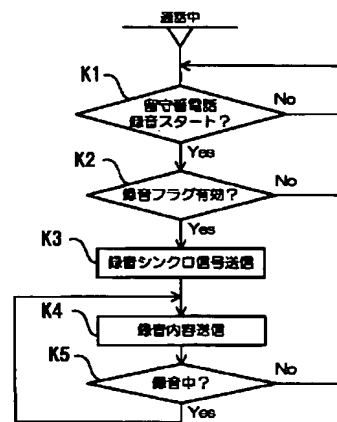 通話中
K1
留守番電話
録音スタート?
No
Yes
K2
録音フラグ有効?
No
Yes
K3
録音シンクロ信号送信
K4
録音内容送信
K5
録音中?
No
Yes